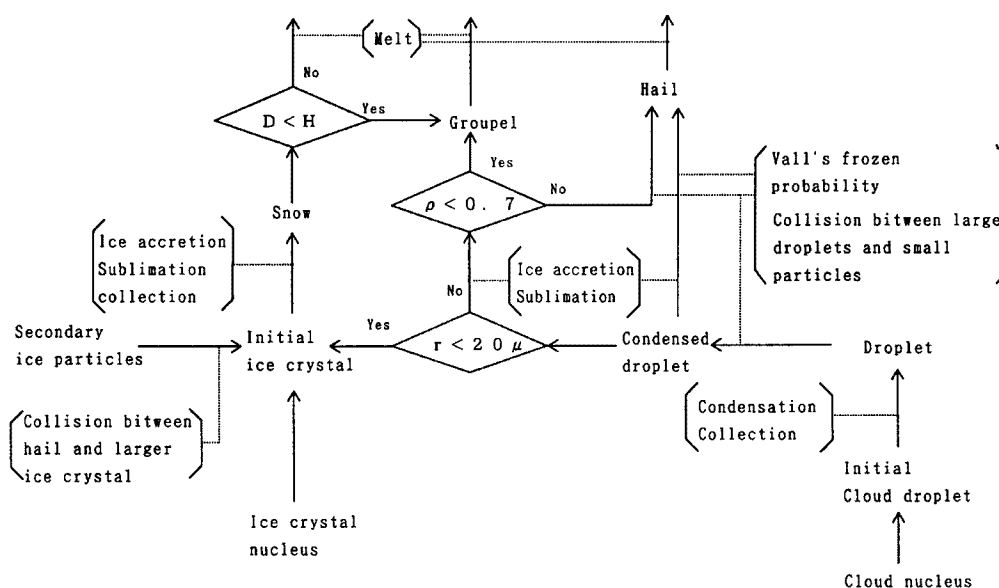 Melt
No
Hail
Yes
D < H
Groupel
Yes
Vall's frozen
probability
No
ρ < 0. 7
Snow
Collision bitween large
droplets and small
particles
Ice accretion
Sublimation
collection
Ice accretion
Sublimation
No
Secondary
ice particles
Initial
ice crystal
Yes
r < 2 0 μ
Condensed
droplet
Droplet
Collision bitween
hail and larger
ice crystal
Condensation
Collection
Initial
Cloud droplet
Ice crystal
nucleus
Cloud nucleus